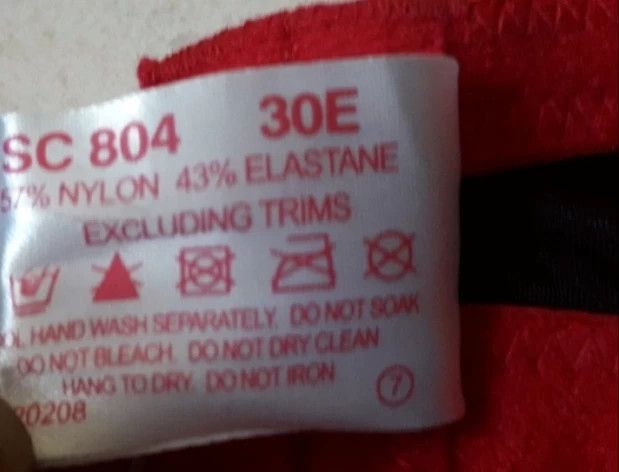 SC 804 30E
57% NYLON 43% ELASTANE
EXCLUDING TRIMS
HAND WASH SEPARATELY. DO NOT SOAK
DO NOT BLEACH. DO NOT DRY CLEAN
HANG TO DRY. DO NOT IRON
7
0208